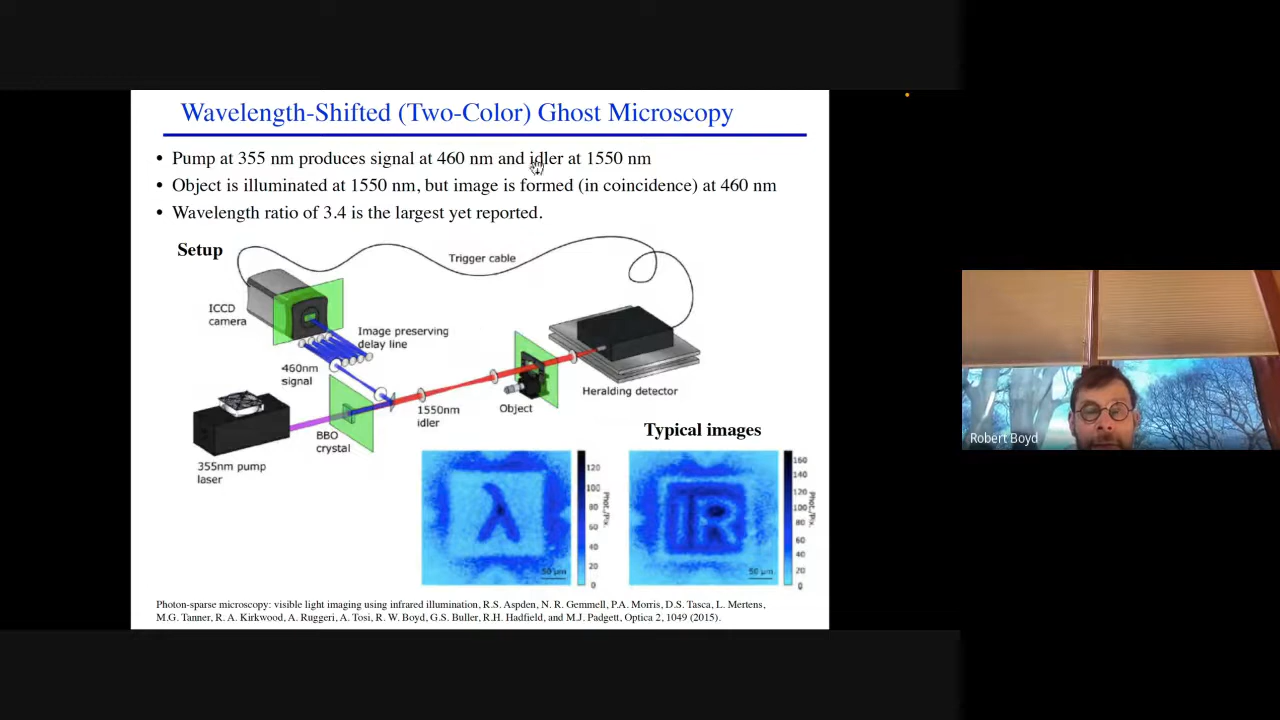 Wavelength-Shifted (Two-Color) Ghost Microscopy
• Pump at 355 nm produces signal at 460 nm and idler at 1550 nm
• Object is illuminated at 1550 nm, but image is formed (in coincidence) at 460 nm
• Wavelength ratio of 3.4 is the largest yet reported.
Setup
Trigger cable
ICCD
camera
Image preserving
delay line
460nm
signal
1550nm
idler
Object
Heralding detector
BBO
crystal
355nm pump
laser
Typical images
λ
50 μm
120
100
80
60
40
20
0
Phot./Pix.
IR
50 μm
160
140
120
100
80
60
40
20
0
Phot./Pix.
Photon-sparse microscopy: visible light imaging using infrared illumination, R.S. Aspden, N. R. Gemmell, P.A. Morris, D.S. Tasca, L. Mertens,
M.G. Tanner, R. A. Kirkwood, A. Ruggeri, A. Tosi, R. W. Boyd, G.S. Buller, R.H. Hadfield, and M.J. Padgett, Optica 2, 1049 (2015).
Robert Boyd